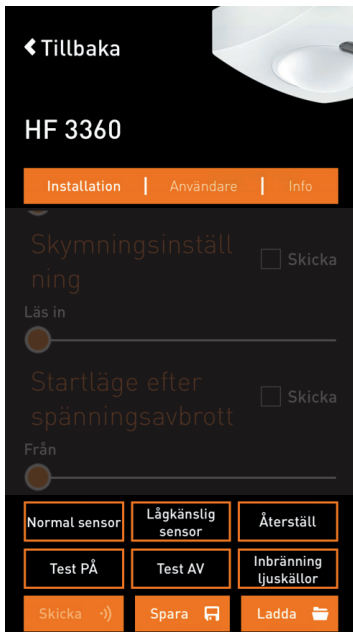 Tillbaka
HF 3360
Installation | Användare | Info
Skymningsinställ
ning
Skicka
Läs in
Startläge efter
spänningsavbrott
Skicka
Från
Normal sensor
Lågkänslig
sensor
Återställ
Test PÅ
Test AV
Inbränning
ljuskällor
Skicka
Spara
Ladda